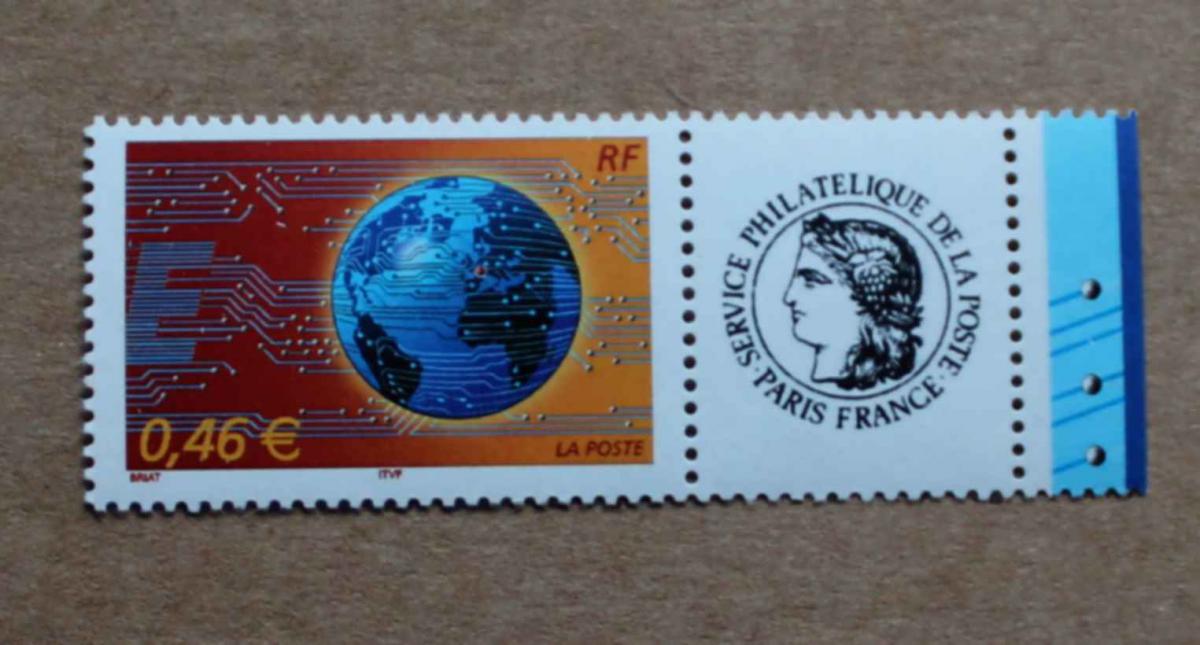 RF
0,46 €
LA POSTE
BRIAT
ITVF
SERVICE PHILATELIQUE DE LA POSTE
· PARIS FRANCE ·